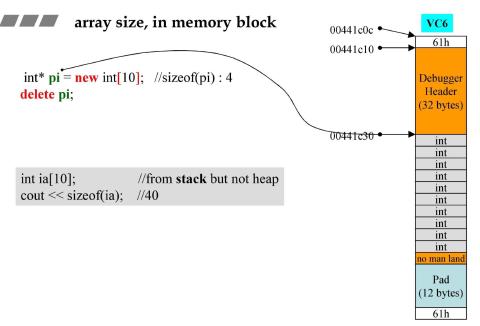 array size, in memory block
int* pi = new int[10]; //sizeof(pi) : 4
delete pi;
int ia[10]; //from stack but not heap
cout << sizeof(ia); //40
VC6
00441c0c
61h
00441c10
Debugger
Header
(32 bytes)
00441c30
int
int
int
int
int
int
int
int
int
int
no man land
Pad
(12 bytes)
61h